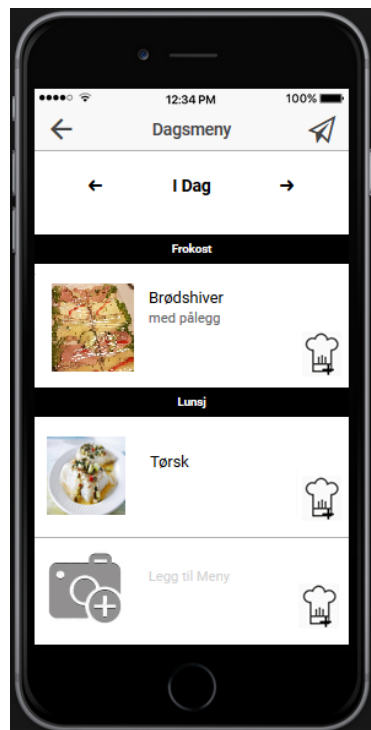 12:34 PM
100%
Dagsmeny
I Dag
Frokost
Brødshiver
med pålegg
Lunsj
Tørsk
Legg til Meny